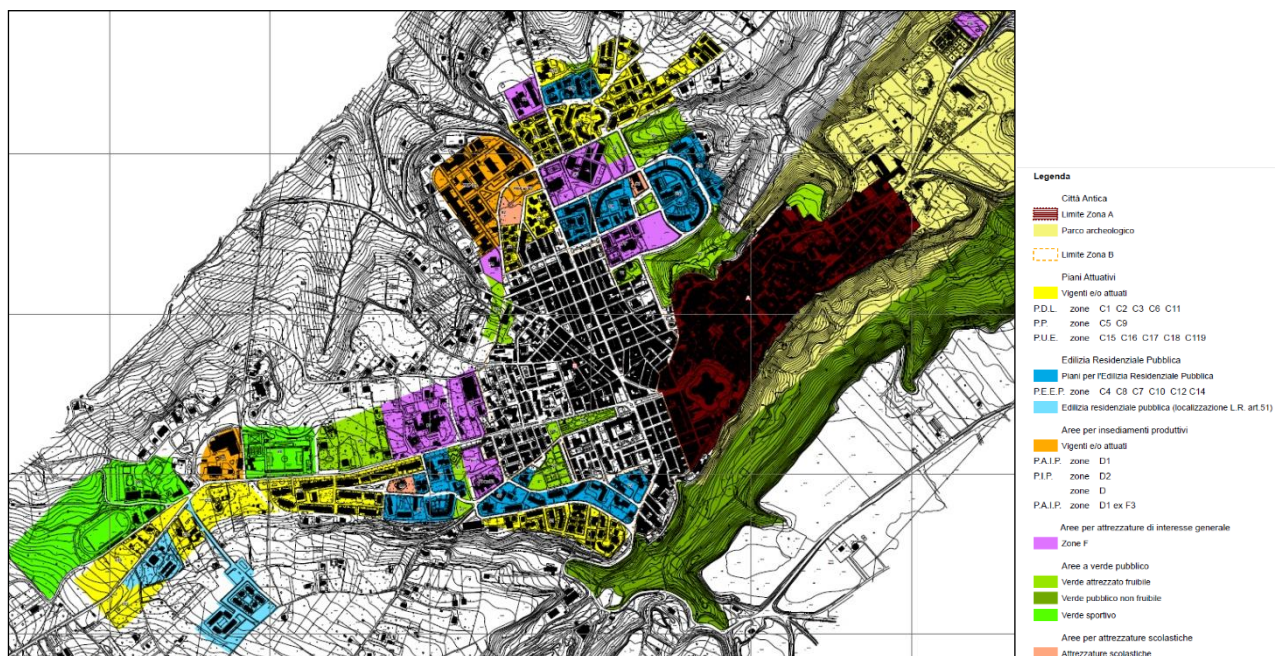 A
Legenda
Città Antica
Limite Zona A
Parco archeologico
Limite Zona B
Piani Attuativi
Vigenti e/o attuati
P.D.L. zone C1 C2 C3 C6 C11
P.P. zone C5 C9
P.U.E. zone C15 C16 C17 C18 C119
Edilizia Residenziale Pubblica
Piani per l'Edilizia Residenziale Pubblica
P.E.E.P. zone C4 C8 C7 C10 C12 C14
Edilizia residenziale pubblica (localizzazione L.R. art.51)
Aree per insediamenti produttivi
Vigenti e/o attuati
P.A.I.P. zone D1
P.I.P. zone D2
zone D
P.A.I.P. zone D1 ex F3
Aree per attrezzature di interesse generale
Zone F
Aree a verde pubblico
Verde attrezzato fruibile
Verde pubblico non fruibile
Verde sportivo
Aree per attrezzature scolastiche
Attrezzature scolastiche